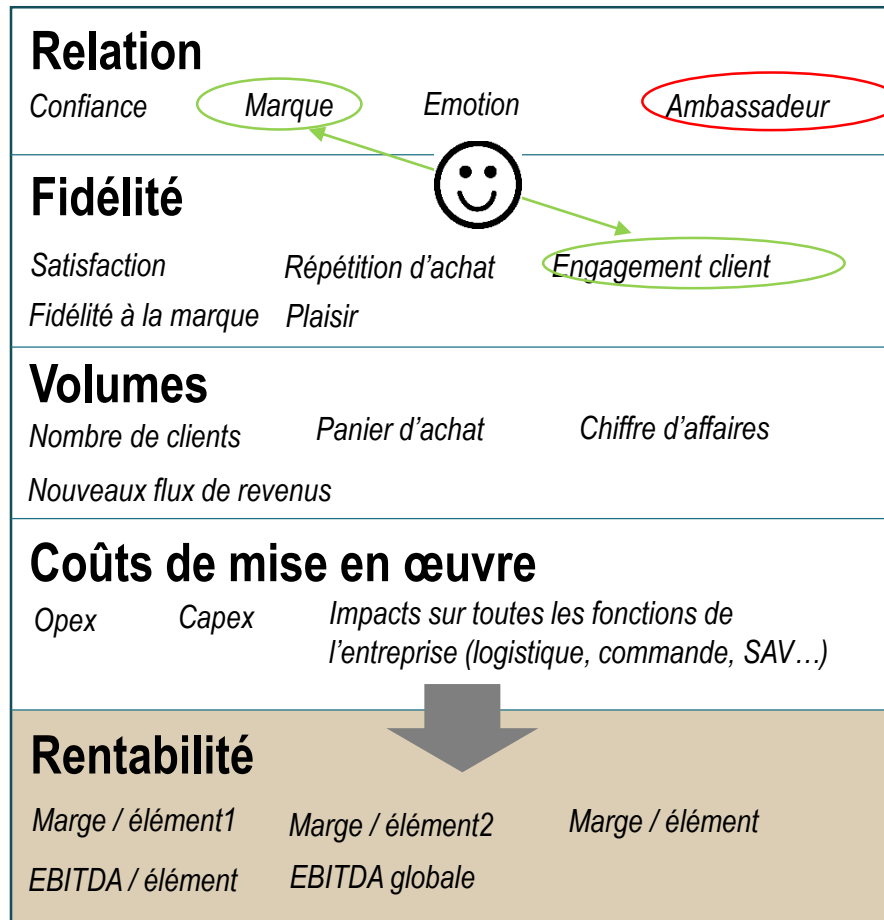 Relation
Confiance Marque Emotion Ambassadeur
Fidélité
Satisfaction Répétition d’achat Engagement client
Fidélité à la marque Plaisir
Volumes
Nombre de clients Panier d’achat Chiffre d’affaires
Nouveaux flux de revenus
Coûts de mise en œuvre
Opex Capex Impacts sur toutes les fonctions de
l’entreprise (logistique, commande, SAV…)
Rentabilité
Marge / élément1 Marge / élément2 Marge / élément
EBITDA / élément EBITDA globale